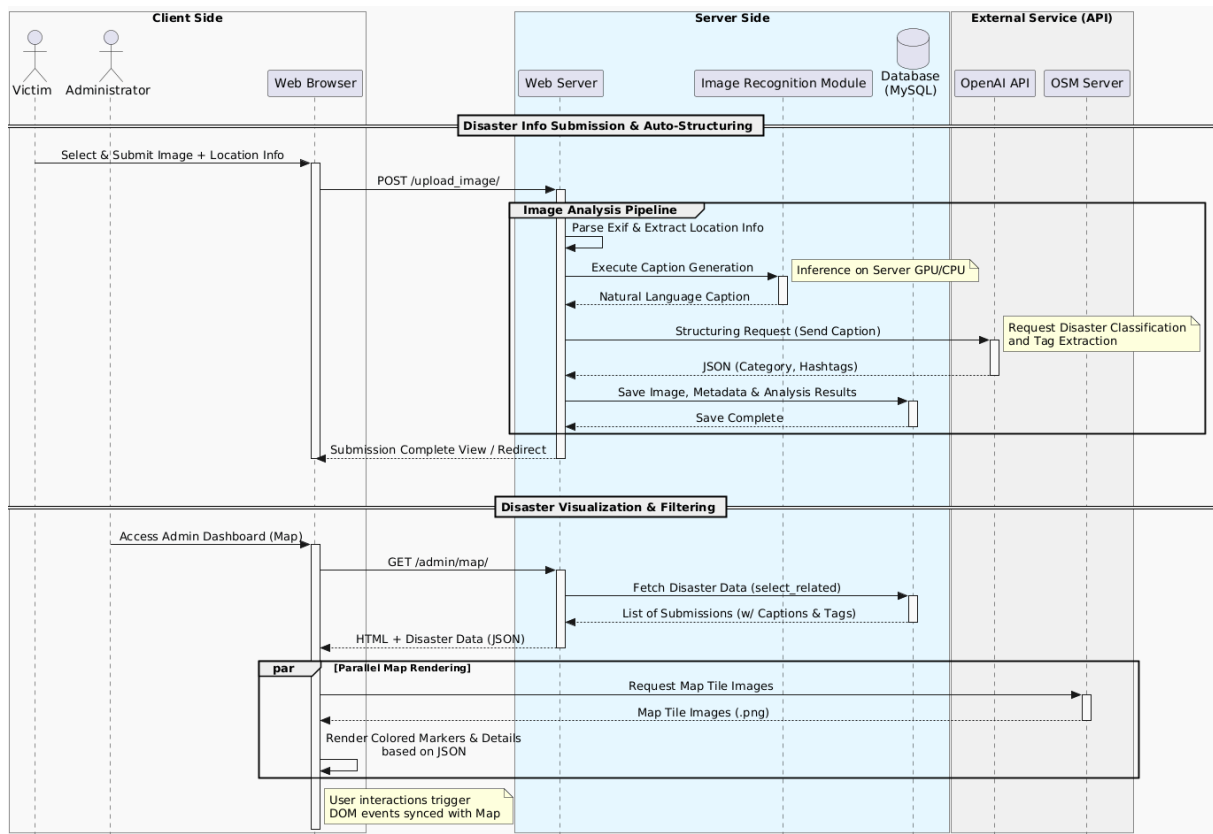 Client Side
Server Side
External Service (API)
Victim
Administrator
Web Browser
Web Server
Image Recognition Module
Database
(MySQL)
OpenAI API
OSM Server
Disaster Info Submission & Auto-Structuring
Select & Submit Image + Location Info
POST /upload_image/
Image Analysis Pipeline
Parse Exif & Extract Location Info
Execute Caption Generation
Inference on Server GPU/CPU
Natural Language Caption
Structuring Request (Send Caption)
Request Disaster Classification
and Tag Extraction
JSON (Category, Hashtags)
Save Image, Metadata & Analysis Results
Save Complete
Submission Complete View / Redirect
Disaster Visualization & Filtering
Access Admin Dashboard (Map)
GET /admin/map/
Fetch Disaster Data (select_related)
List of Submissions (w/ Captions & Tags)
HTML + Disaster Data (JSON)
par
[Parallel Map Rendering]
Request Map Tile Images
Map Tile Images (.png)
Render Colored Markers & Details
based on JSON
User interactions trigger
DOM events synced with Map